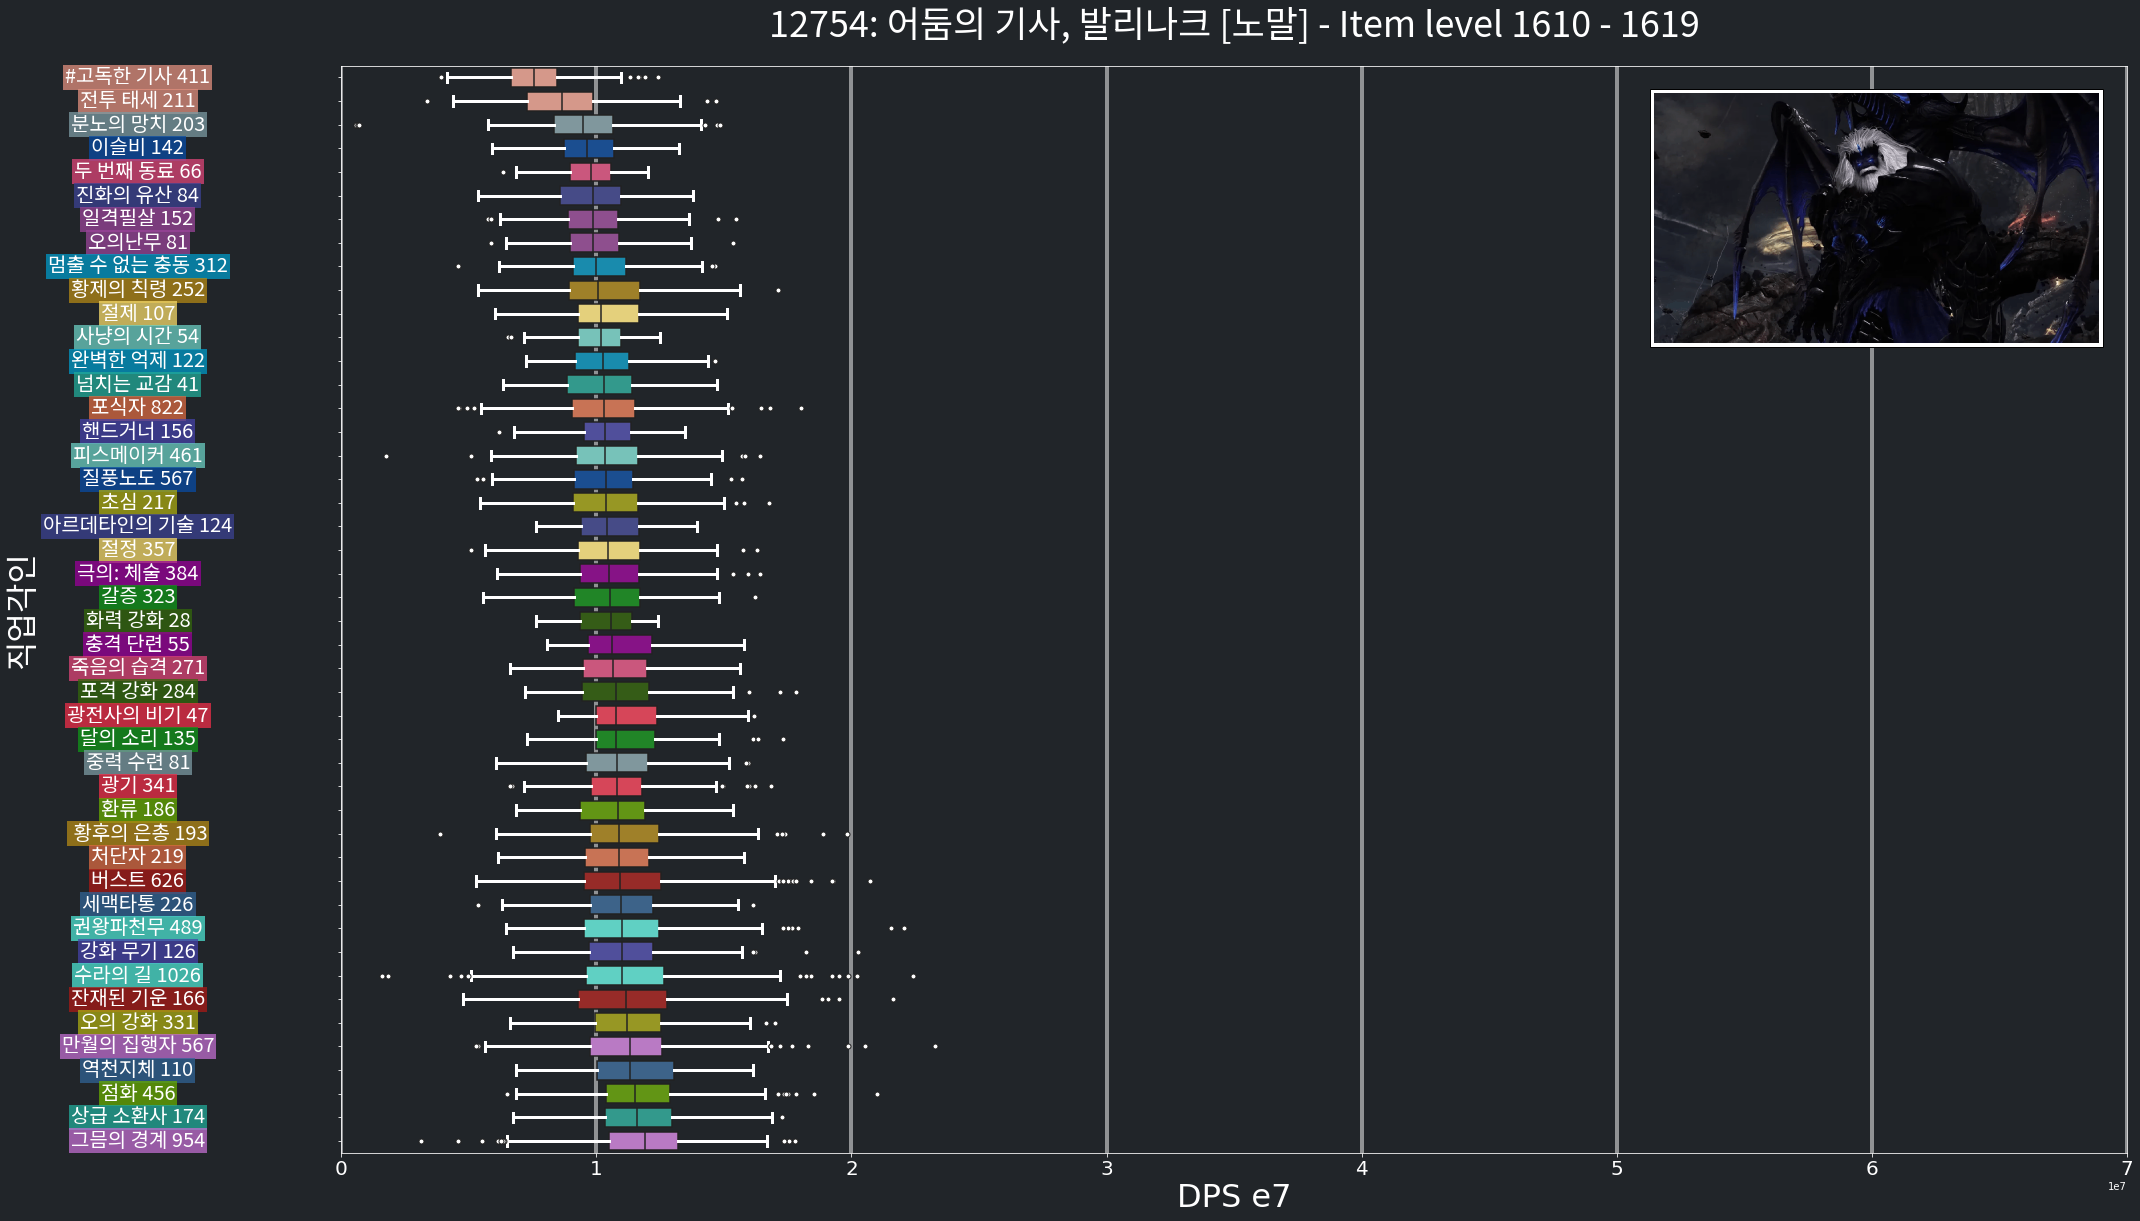 12754: 어둠의 기사, 발리나크 [노말] - Item level 1610 - 1619
직업각인
#고독한 기사 411
전투 태세 211
분노의 망치 203
이슬비 142
두 번째 동료 66
진화의 유산 84
일격필살 152
오의난무 81
멈출 수 없는 충동 312
황제의 칙령 252
절제 107
사냥의 시간 54
완벽한 억제 122
넘치는 교감 41
포식자 822
핸드거너 156
피스메이커 461
질풍노도 567
초심 217
아르데타인의 기술 124
절정 357
극의: 체술 384
갈증 323
화력 강화 28
충격 단련 55
죽음의 습격 271
포격 강화 284
광전사의 비기 47
달의 소리 135
중력 수련 81
광기 341
환류 186
황후의 은총 193
처단자 219
버스트 626
세맥타통 226
권왕파천무 489
강화 무기 126
수라의 길 1026
잔재된 기운 166
오의 강화 331
만월의 집행자 567
역천지체 110
점화 456
상급 소환사 174
그믐의 경계 954
0 1 2 3 4 5 6 7
1e7
DPS e7